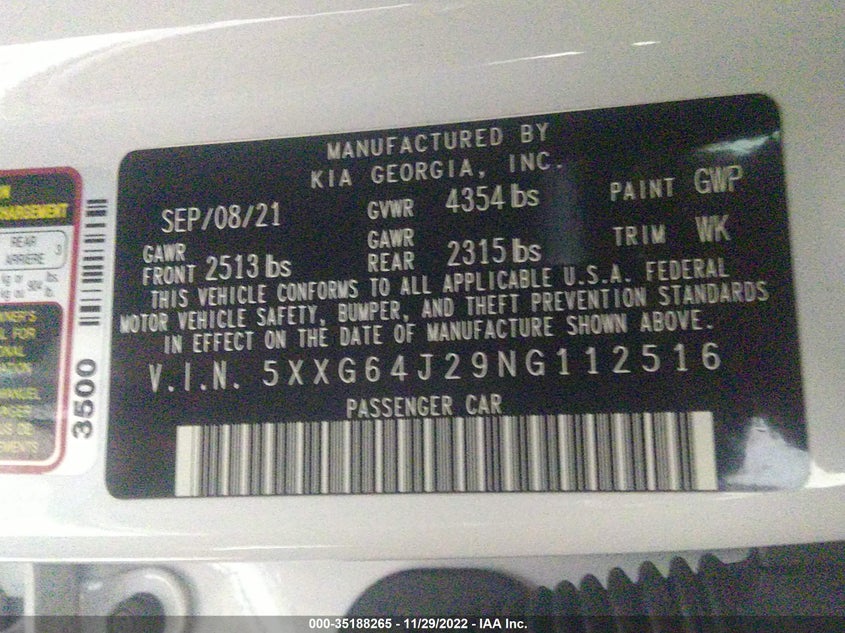 MANUFACTURED BY
KIA GEORGIA, INC.
SEP/08/21 GVWR 4354 lbs PAINT GWP
GAWR FRONT 2513 lbs GAWR REAR 2315 lbs TRIM WK
THIS VEHICLE CONFORMS TO ALL APPLICABLE U.S.A. FEDERAL
MOTOR VEHICLE SAFETY, BUMPER, AND THEFT PREVENTION STANDARDS
IN EFFECT ON THE DATE OF MANUFACTURE SHOWN ABOVE.
V.I.N. 5XXG64J29NG112516
PASSENGER CAR
3500
REAR
ARRIERE 3
000-35188265 - 11/29/2022 - IAA Inc.